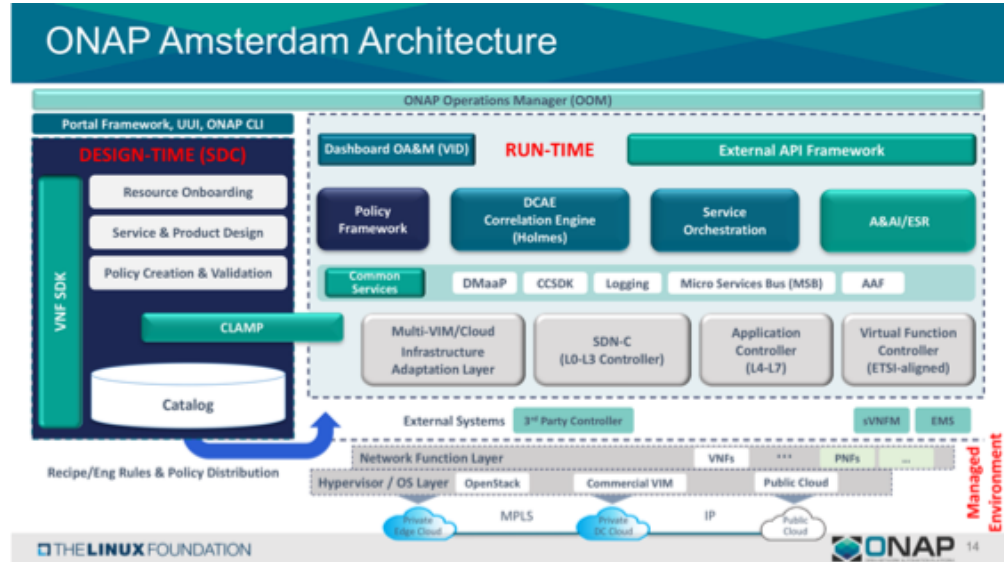 ONAP Amsterdam Architecture
ONAP Operations Manager (OOM)
Portal Framework, UUI, ONAP CLI
DESIGN-TIME (SDC)
VNF SDK
Resource Onboarding
Service & Product Design
Policy Creation & Validation
CLAMP
Catalog
Recipe/Eng Rules & Policy Distribution
Dashboard OA&M (VID)
RUN-TIME
External API Framework
Policy
Framework
DCAE
Correlation Engine
(Holmes)
Service
Orchestration
A&AI/ESR
Common
Services
DMaaP
CCSDK
Logging
Micro Services Bus (MSB)
AAF
Multi-VIM/Cloud
Infrastructure
Adaptation Layer
SDN-C
(L0-L3 Controller)
Application
Controller
(L4-L7)
Virtual Function
Controller
(ETSI-aligned)
External Systems
3rd Party Controller
sVNFM
EMS
Network Function Layer
VNFs
•••
PNFs
...
Hypervisor / OS Layer
OpenStack
Commercial VIM
Public Cloud
Private
Edge Cloud
MPLS
Private
DC Cloud
IP
Public
Cloud
Managed
Environment
THE LINUX FOUNDATION
ONAP
14